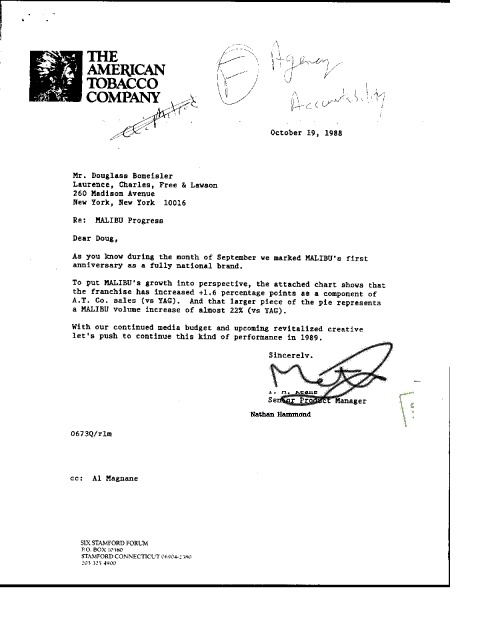 THE
AMERICAN
TOBACCO
COMPANY
F
Agency
Accountability
October 19, 1988
Mr. Douglass Bomeisler
Laurence, Charles, Free & Lawson
260 Madison Avenue
New York, New York 10016
Re: MALIBU Progress
Dear Doug,
As you know during the month of September we marked MALIBU's first
anniversary as a fully national brand.
To put MALIBU's growth into perspective, the attached chart shows that
the franchise has increased +1.6 percentage points as a component of
A.T. Co. sales (vs YAG). And that larger piece of the pie represents
a MALIBU volume increase of almost 22% (vs YAG).
With our continued media budget and upcoming revitalized creative
let's push to continue this kind of performance in 1989.
Sincerely,
Senior Product Manager
Nathan Hammond
0673Q/rlm
cc: Al Magnane
SIX STAMFORD FORUM
P.O. BOX 10380
STAMFORD CONNECTICUT 06904-2380
203 325-4900